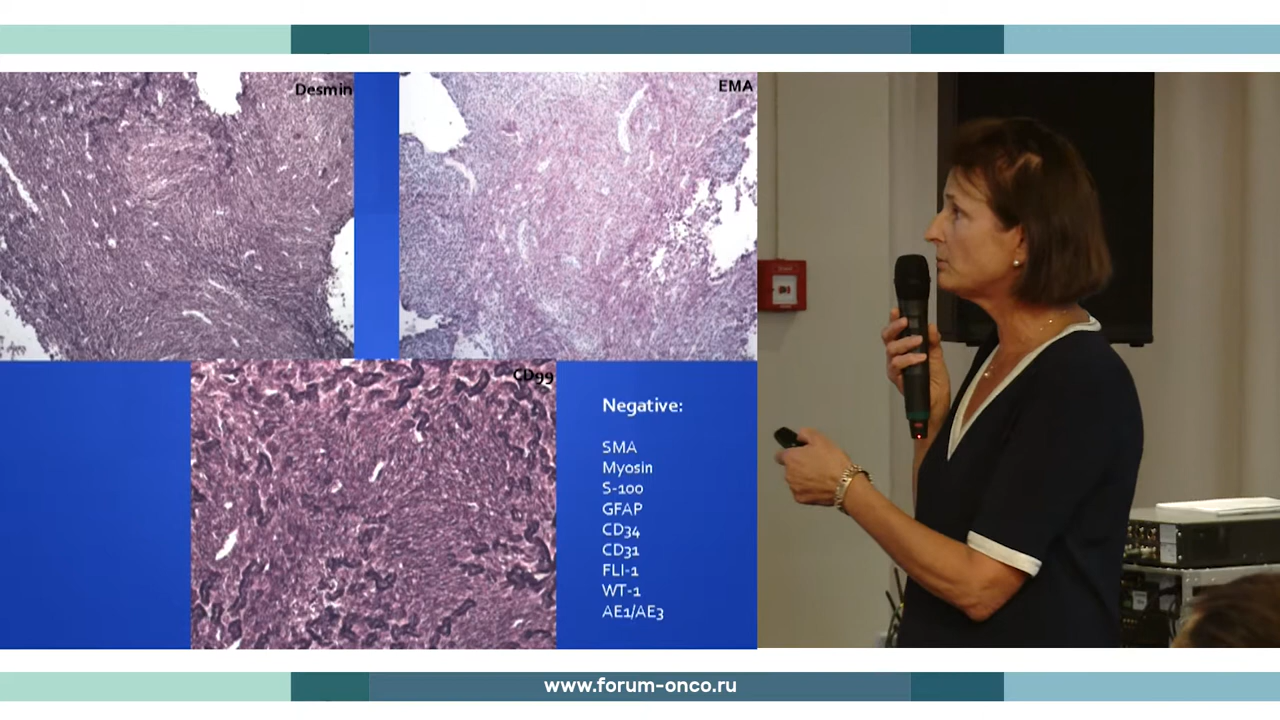 Desmin
EMA
CD99
Negative:
SMA
Myosin
S-100
GFAP
CD34
CD31
FLI-1
WT-1
AE1/AE3
www.forum-onco.ru